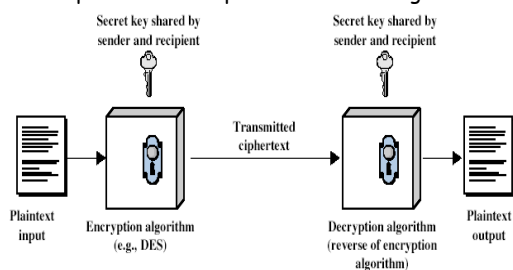 Secret key shared by
sender and recipient
Secret key shared by
sender and recipient
Transmitted
ciphertext
Plaintext
input
Encryption algorithm
(e.g., DES)
Decryption algorithm
(reverse of encryption
algorithm)
Plaintext
output